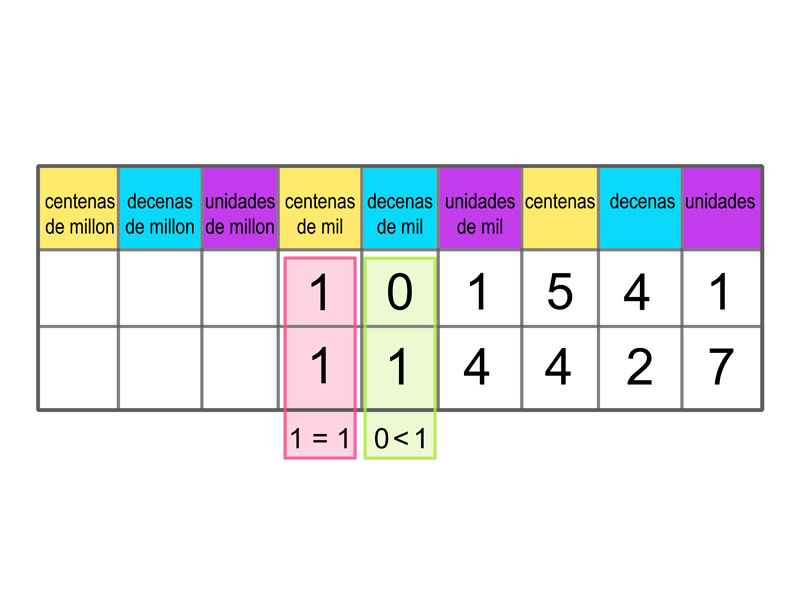 centenas de millon decenas de millon unidades de millon centenas de mil decenas de mil unidades de mil centenas decenas unidades
1 0 1 5 4 1
1 1 4 4 2 7
1 = 1 0 < 1